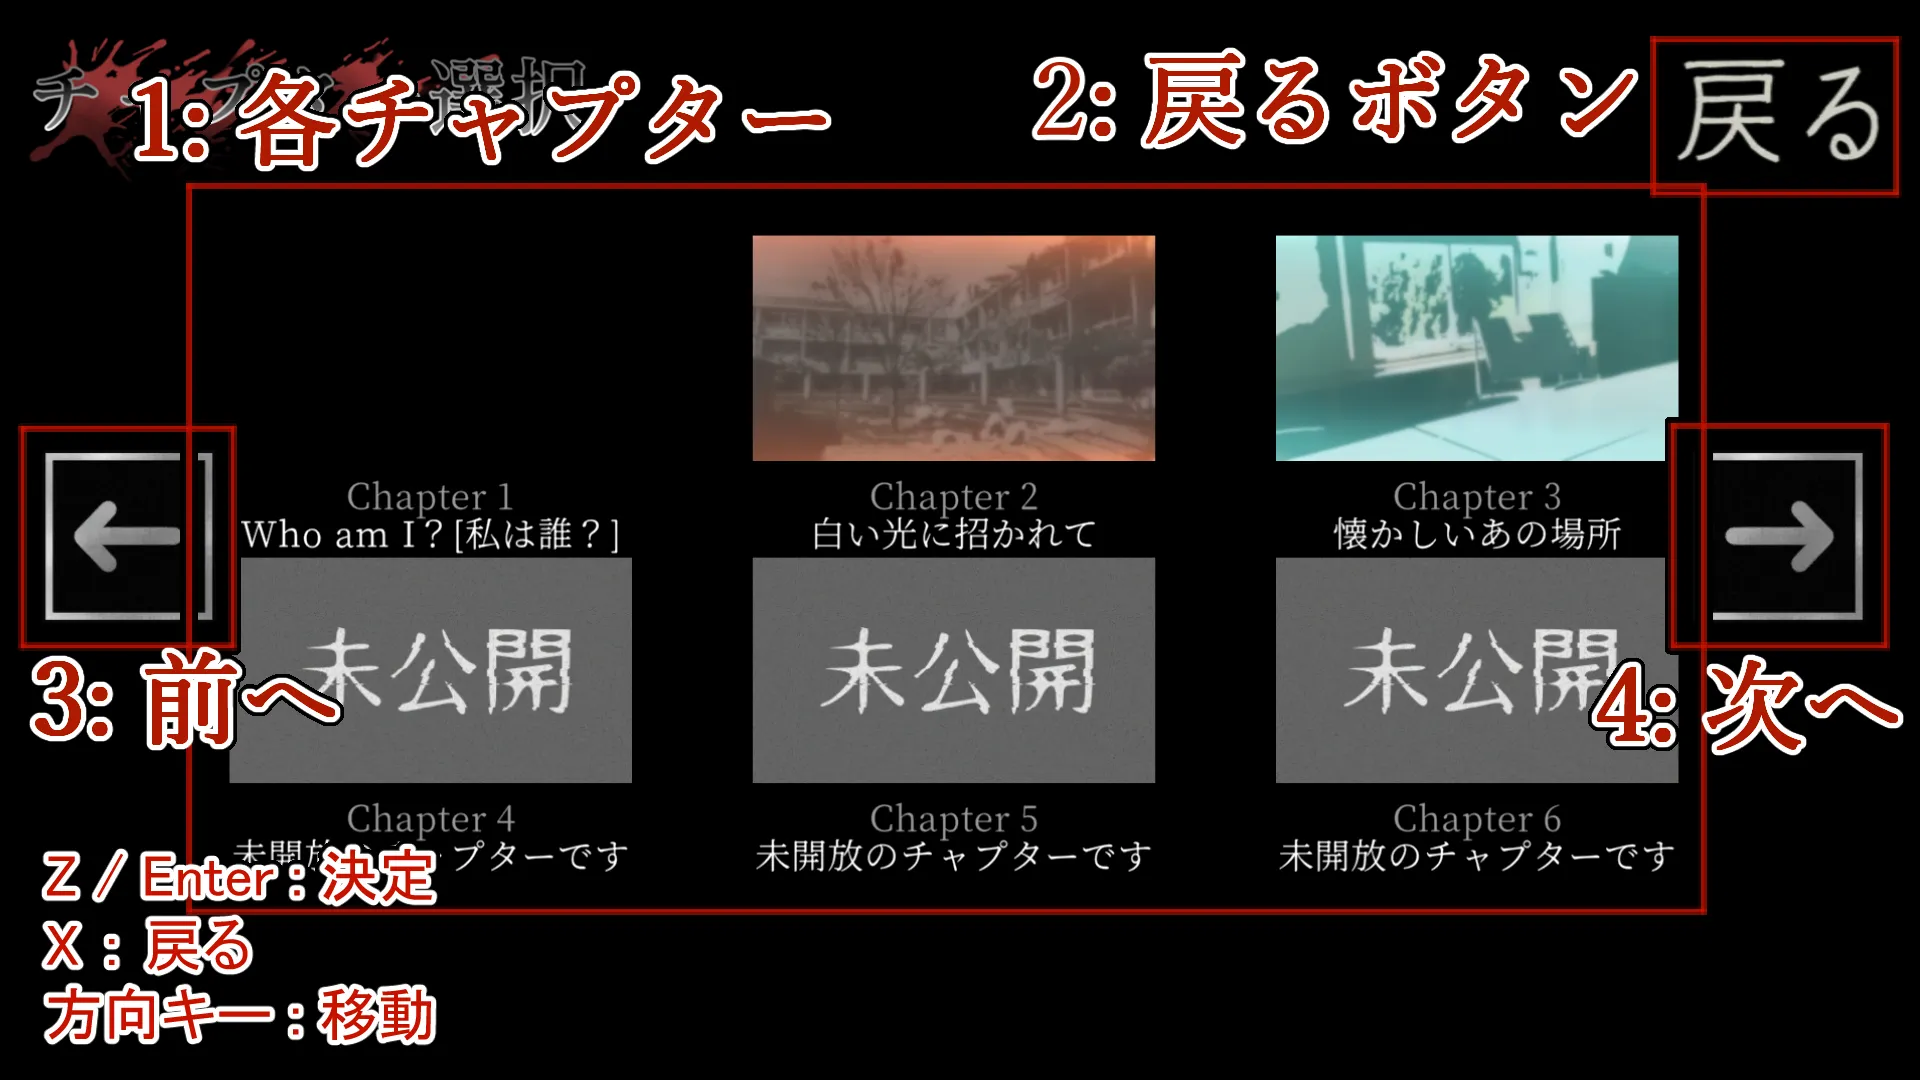 チャプター選択
1: 各チャプター
2: 戻るボタン
戻る
Chapter 1
Who am I？[私は誰？]
Chapter 2
白い光に招かれて
Chapter 3
懐かしいあの場所
3: 前へ
未公開
未公開
未公開
4: 次へ
Chapter 4
未開放のチャプターです
Chapter 5
未開放のチャプターです
Chapter 6
未開放のチャプターです
Z / Enter : 決定
X : 戻る
方向キー : 移動